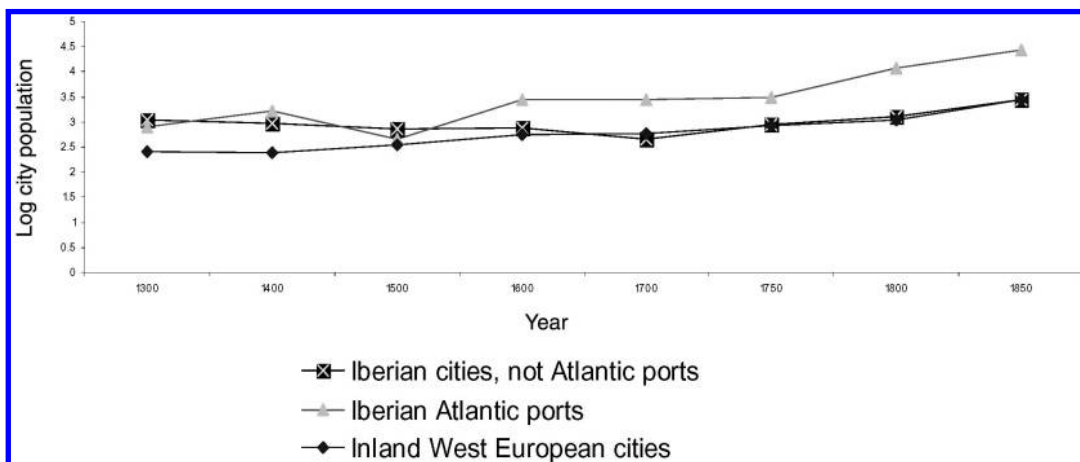 5
4.5
4
3.5
3
2.5
2
1.5
1
0.5
0
Log city population
1300 1400 1500 1600 1700 1750 1800 1850
Year
Iberian cities, not Atlantic ports
Iberian Atlantic ports
Inland West European cities